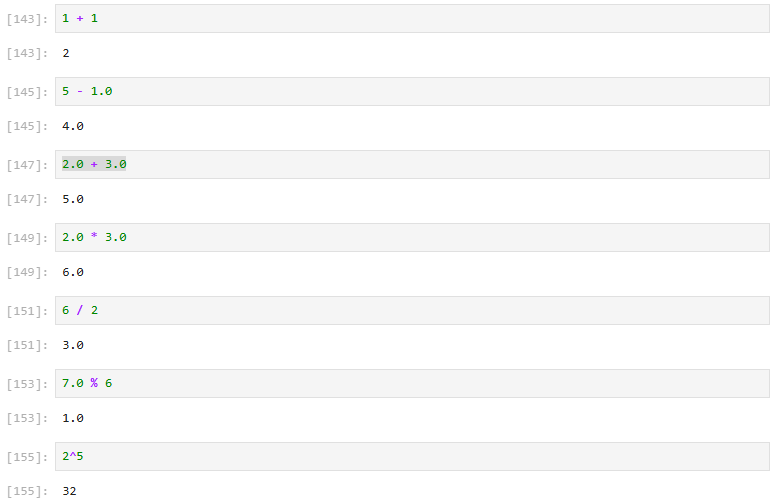 [143]: 1 + 1
[143]: 2
[145]: 5 - 1.0
[145]: 4.0
[147]: 2.0 + 3.0
[147]: 5.0
[149]: 2.0 * 3.0
[149]: 6.0
[151]: 6 / 2
[151]: 3.0
[153]: 7.0 % 6
[153]: 1.0
[155]: 2^5
[155]: 32